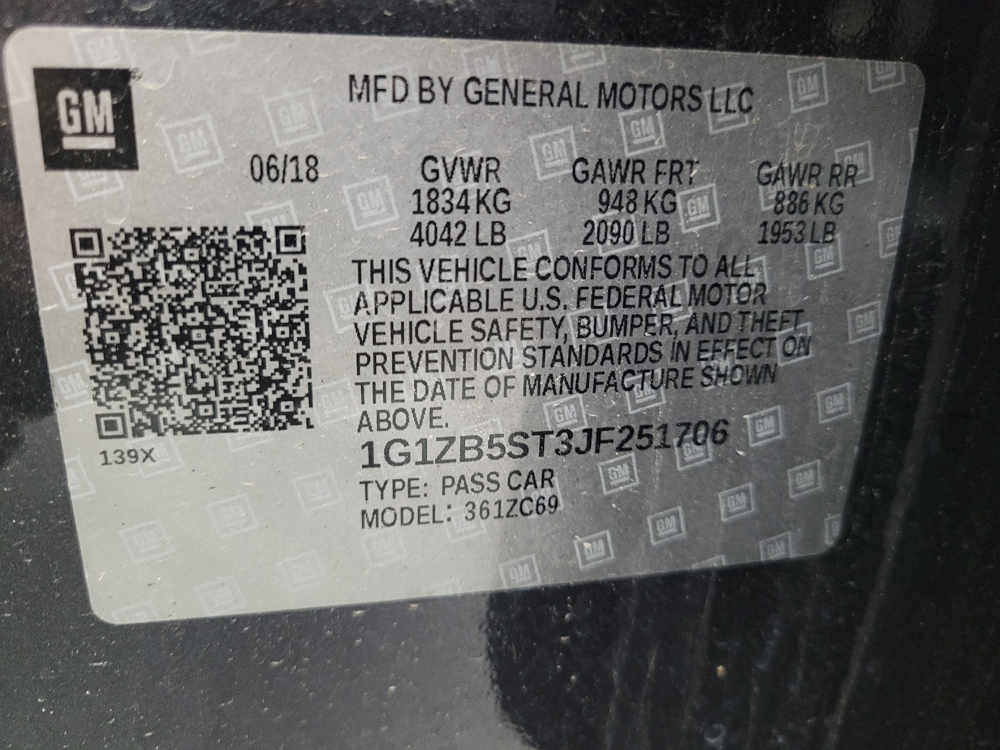 GM
MFD BY GENERAL MOTORS LLC
06/18 GVWR GAWR FRT GAWR RR
1834 KG 948 KG 886 KG
4042 LB 2090 LB 1953 LB
THIS VEHICLE CONFORMS TO ALL
APPLICABLE U.S. FEDERAL MOTOR
VEHICLE SAFETY, BUMPER, AND THEFT
PREVENTION STANDARDS IN EFFECT ON
THE DATE OF MANUFACTURE SHOWN
ABOVE.
1G1ZB5ST3JF251706
139X
TYPE: PASS CAR
MODEL: 361ZC69